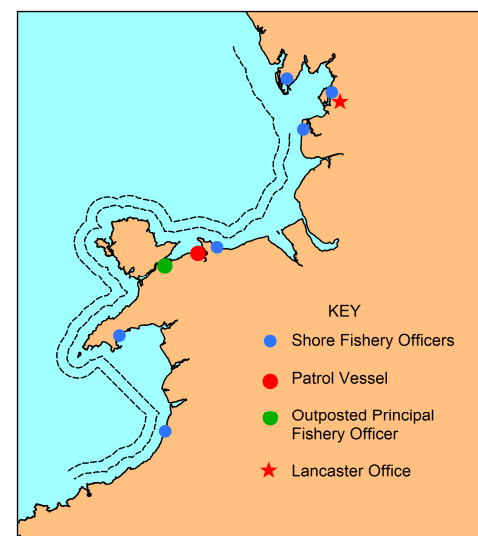 KEY
Shore Fishery Officers
Patrol Vessel
Outposted Principal
Fishery Officer
Lancaster Office